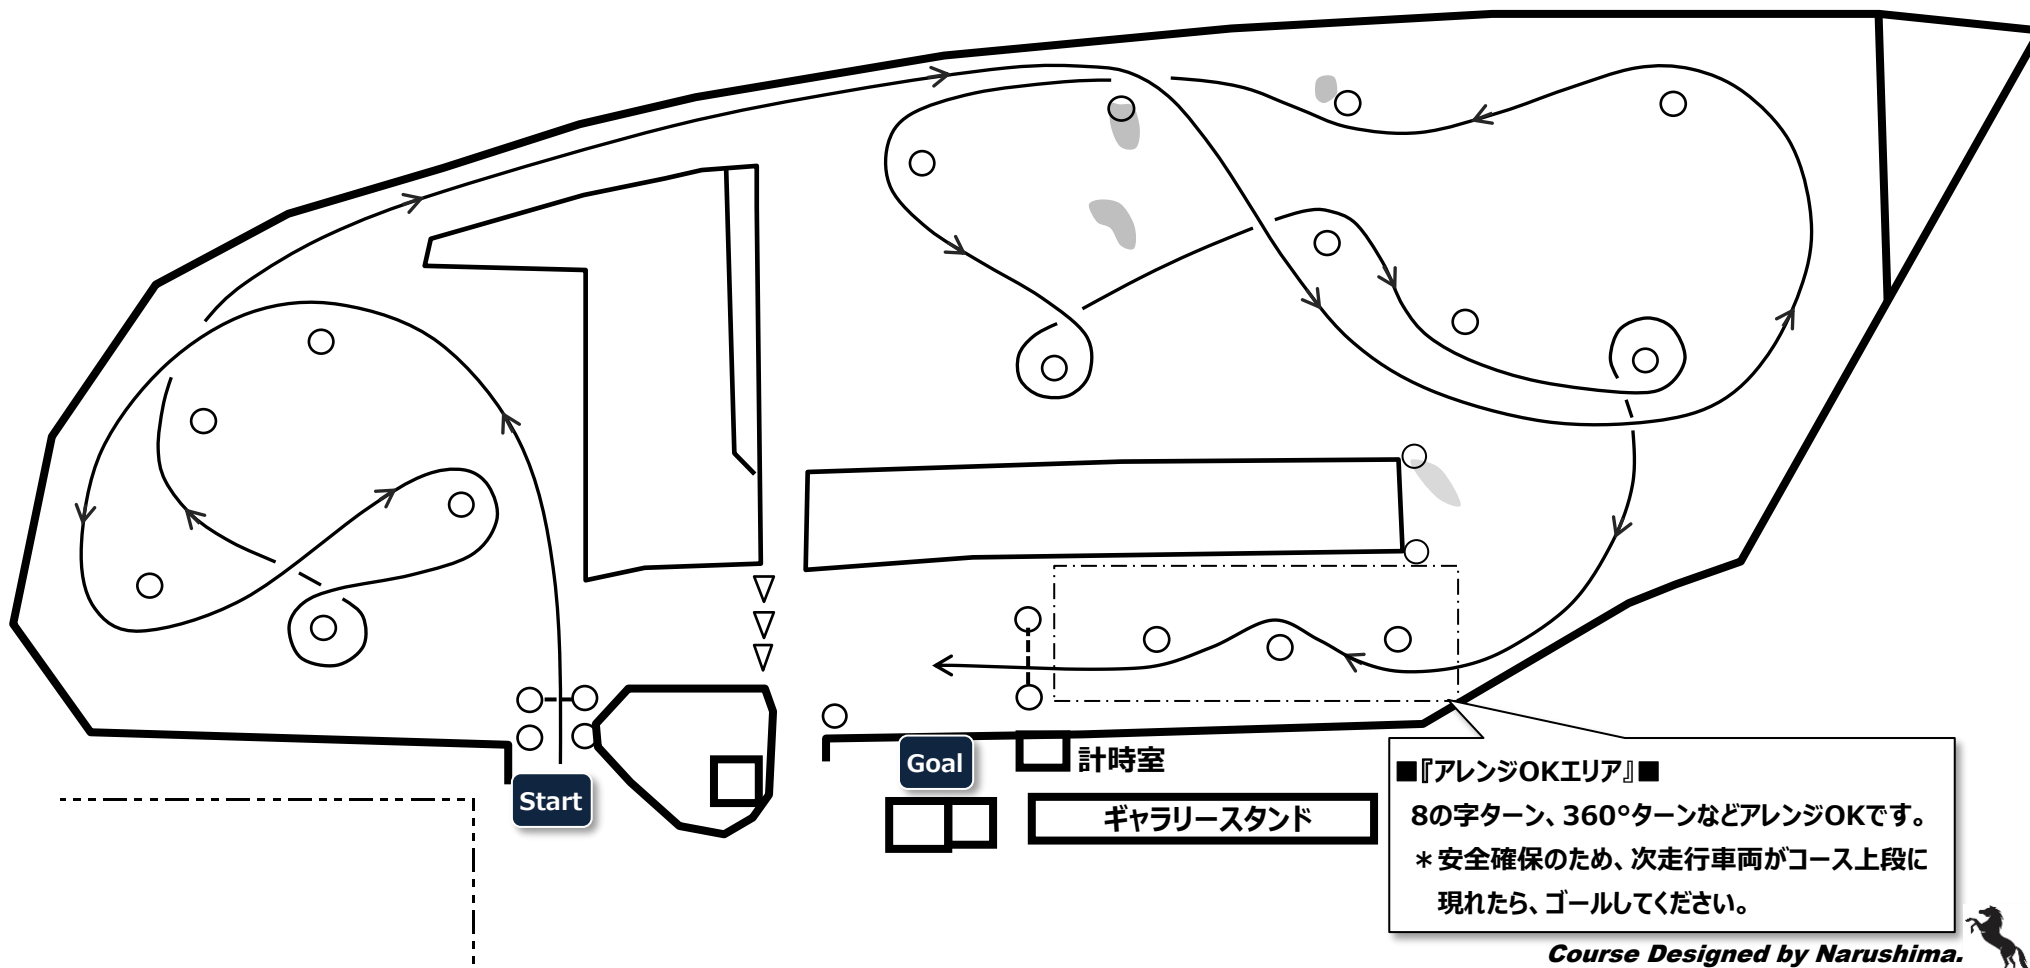 計時室
Goal
Start
ギャラリースタンド
■『アレンジOKエリア』■
8の字ターン、360°ターンなどアレンジOKです。
＊安全確保のため、次走行車両がコース上段に
現れたら、ゴールしてください。
Course Designed by Narushima.